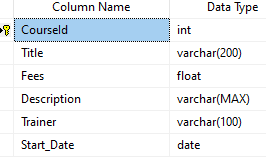 Column Name Data Type
CourseId int
Title varchar(200)
Fees float
Description varchar(MAX)
Trainer varchar(100)
Start_Date date